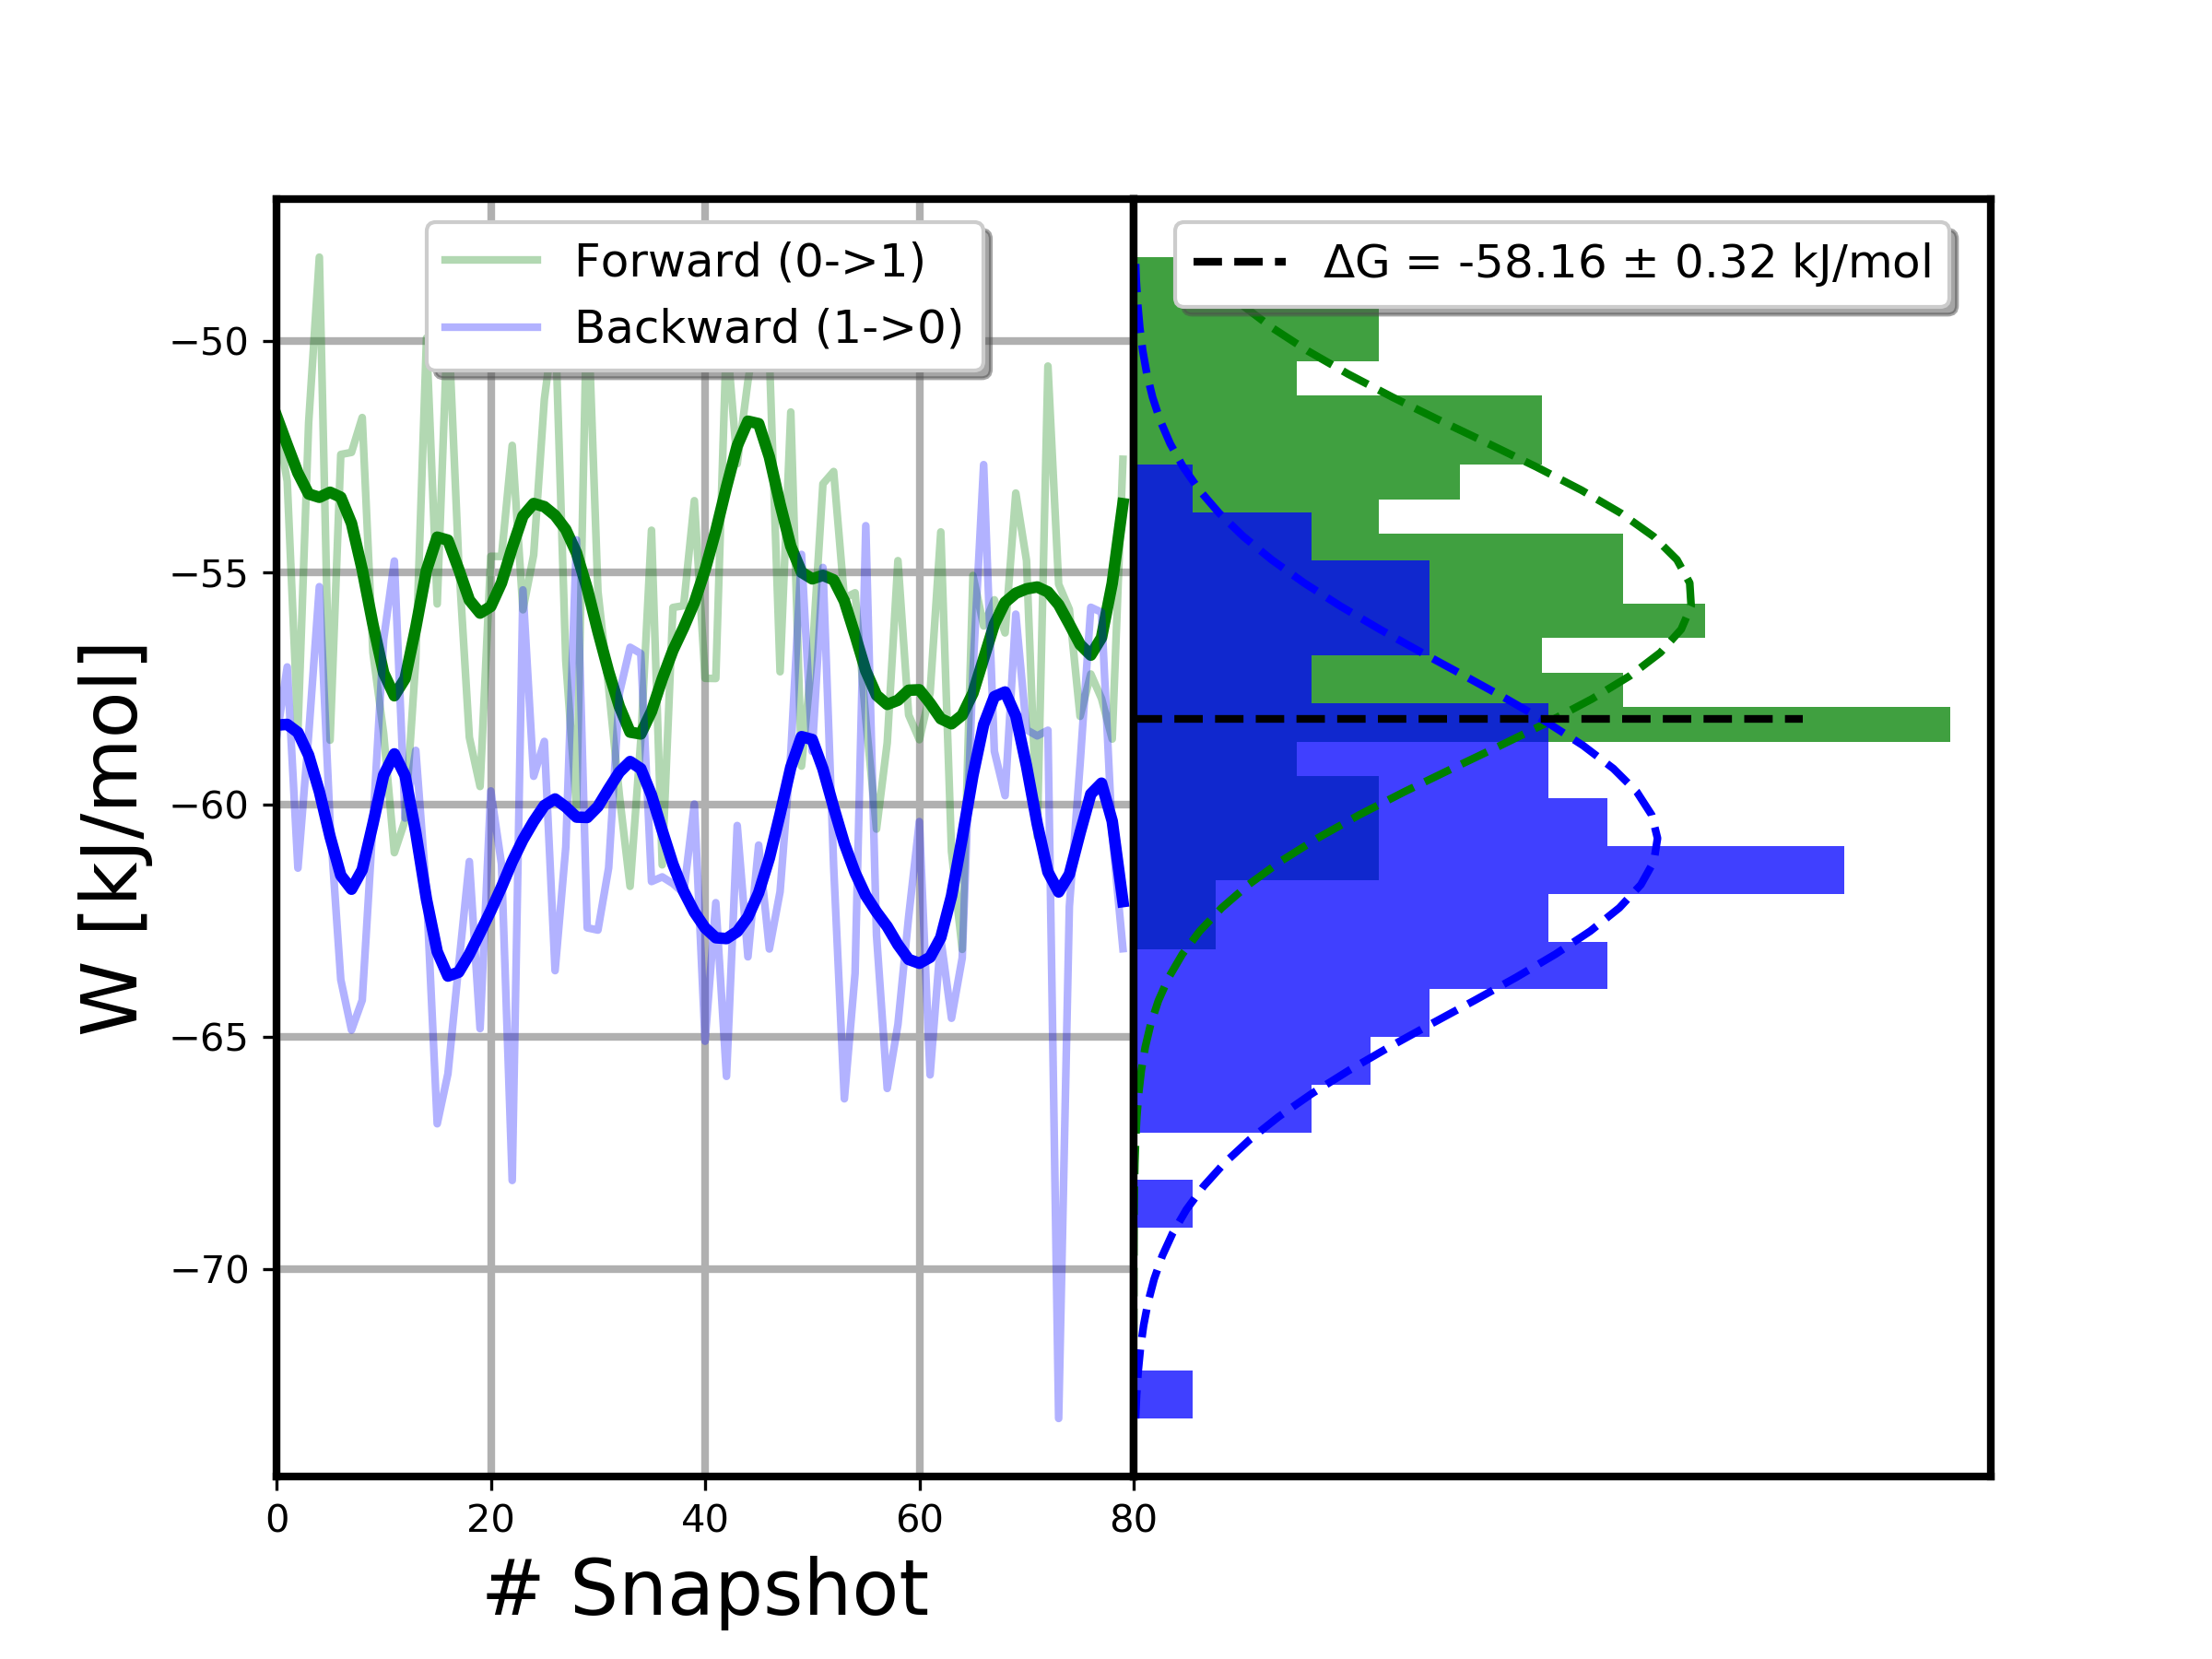 Forward (0->1)
Backward (1->0)
ΔG = -58.16 ± 0.32 kJ/mol
W [kJ/mol]
−50
−55
−60
−65
−70
0 20 40 60 80
# Snapshot